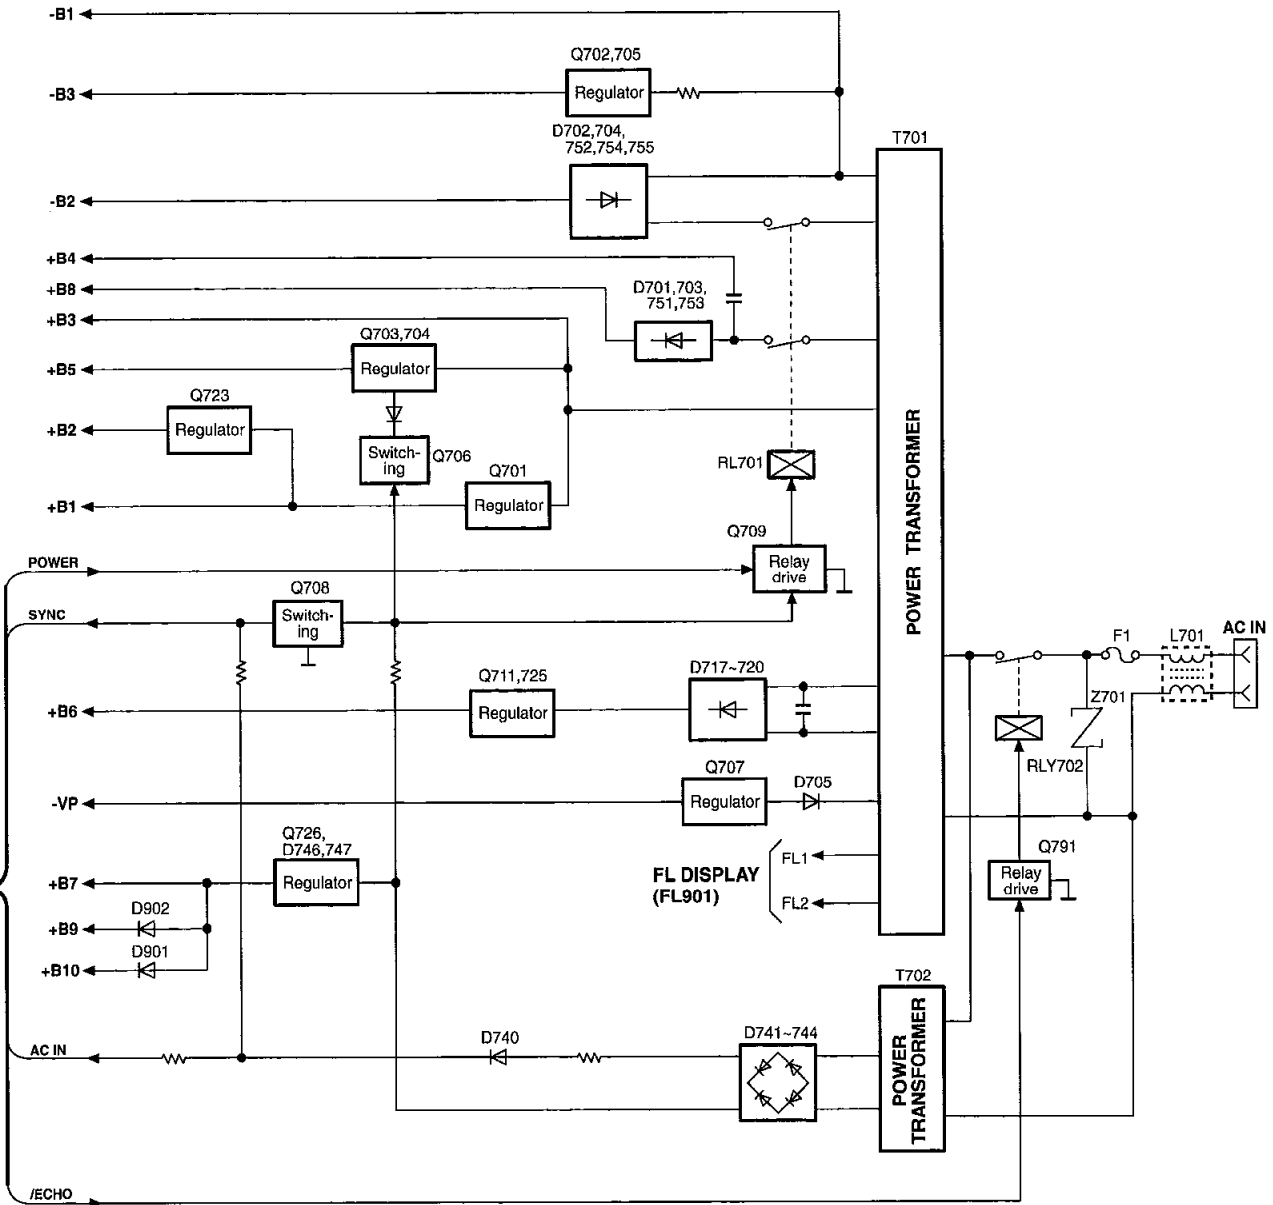 -B1
Q702,705
-B3
Regulator
D702,704,
752,754,755
T701
-B2
+B4
+B8
D701,703,
751,753
+B3
Q703,704
+B5
Regulator
Q723
+B2
Regulator
Switch-
ing
Q706
RL701
Q701
+B1
Regulator
POWER TRANSFORMER
Q709
POWER
Relay
drive
Q708
SYNC
Switch-
ing
F1
L701
AC IN
Q711,725
D717~720
+B6
Regulator
Z701
RLY702
Q707
D705
-VP
Regulator
Q726,
D746,747
FL DISPLAY
(FL901)
FL1
FL2
Q791
Relay
drive
+B7
Regulator
D902
+B9
D901
+B10
T702
POWER
TRANSFORMER
D740
D741~744
AC IN
/ECHO